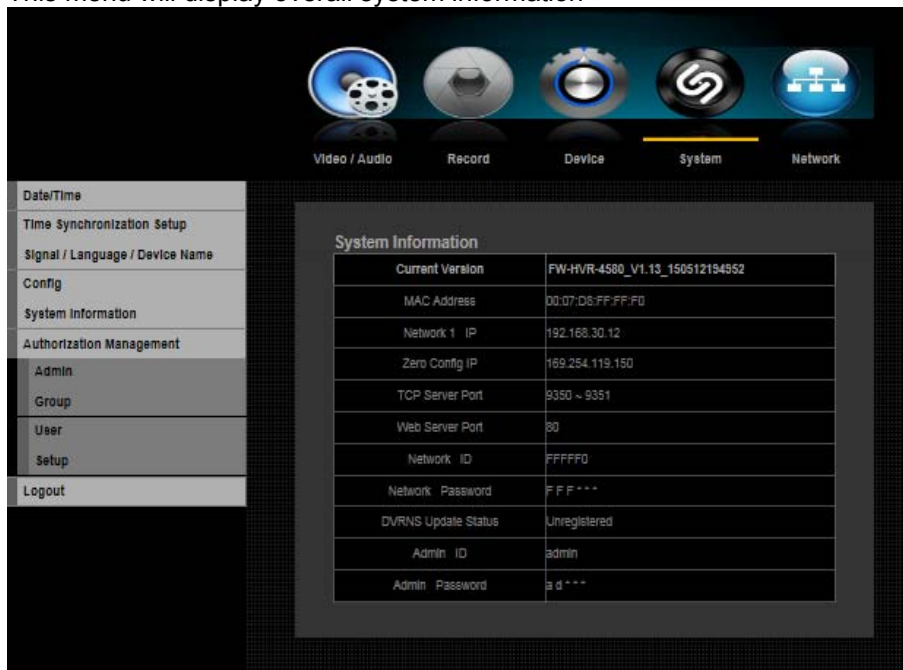 This menu will display overall system information
Video / Audio
Record
Device
System
Network
Date/Time
Time Synchronization Setup
Signal / Language / Device Name
Config
System Information
Authorization Management
Admin
Group
User
Setup
Logout
System Information
Current Version FW-HVR-4580_V1.13_150512194952
MAC Address 00:07:D8:FF:FF:F0
Network 1 IP 192.168.30.12
Zero Config IP 169.254.119.150
TCP Server Port 9350 ~ 9351
Web Server Port 80
Network ID FFFFF0
Network Password F F F * * *
DVRNS Update Status Unregistered
Admin ID admin
Admin Password a d * * *